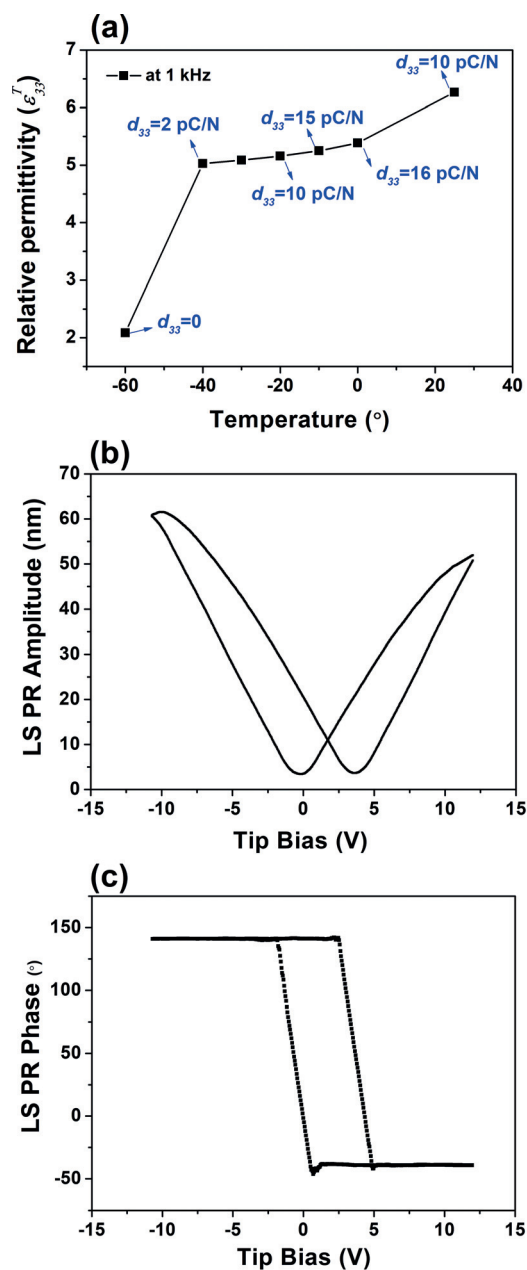 (a)
at 1 kHz
d33=10 pC/N
d33=2 pC/N
d33=15 pC/N
d33=10 pC/N
d33=16 pC/N
d33=0
Relative permittivity (ε^T_33)
7
6
5
4
3
2
-60 -40 -20 0 20 40
Temperature (°)
(b)
LS PR Amplitude (nm)
70
60
50
40
30
20
10
0
-15 -10 -5 0 5 10 15
Tip Bias (V)
(c)
LS PR Phase (°)
150
100
50
0
-50
-15 -10 -5 0 5 10 15
Tip Bias (V)